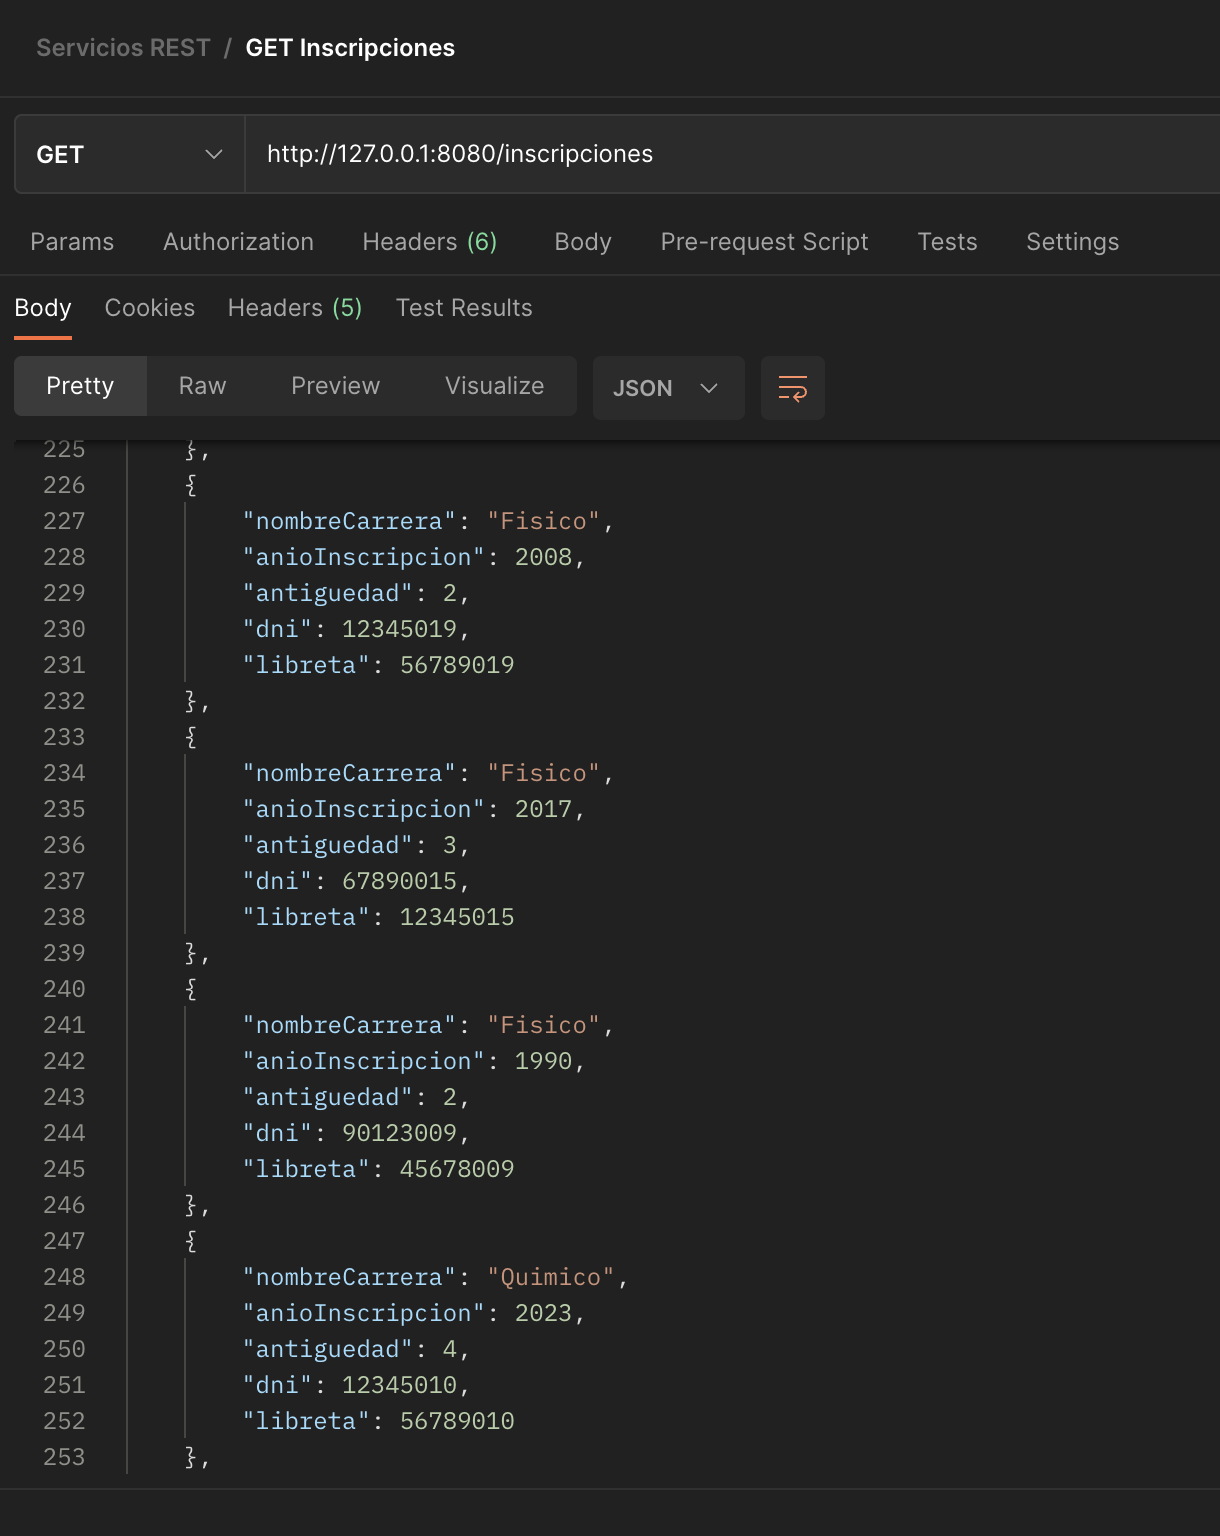 Servicios REST / GET Inscripciones
GET http://127.0.0.1:8080/inscripciones
Params Authorization Headers (6) Body Pre-request Script Tests Settings
Body Cookies Headers (5) Test Results
Pretty Raw Preview Visualize JSON
225 },
226 {
227 "nombreCarrera": "Fisico",
228 "anioInscripcion": 2008,
229 "antiguedad": 2,
230 "dni": 12345019,
231 "libreta": 56789019
232 },
233 {
234 "nombreCarrera": "Fisico",
235 "anioInscripcion": 2017,
236 "antiguedad": 3,
237 "dni": 67890015,
238 "libreta": 12345015
239 },
240 {
241 "nombreCarrera": "Fisico",
242 "anioInscripcion": 1990,
243 "antiguedad": 2,
244 "dni": 90123009,
245 "libreta": 45678009
246 },
247 {
248 "nombreCarrera": "Quimico",
249 "anioInscripcion": 2023,
250 "antiguedad": 4,
251 "dni": 12345010,
252 "libreta": 56789010
253 },